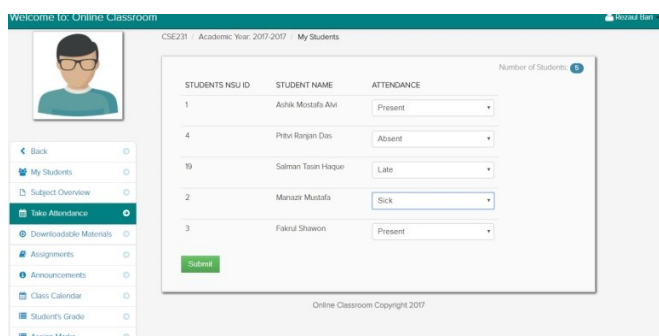 Welcome to: Online Classroom
Rezaul Bari
CSE231 / Academic Year: 2017-2017 / My Students
Number of Students: 5
STUDENTS NSU ID STUDENT NAME ATTENDANCE
1 Ashik Mostafa Alvi Present
4 Pritvi Ranjan Das Absent
19 Salman Tasin Haque Late
2 Manazir Mustafa Sick
3 Fakrul Shawon Present
Submit
Back
My Students
Subject Overview
Take Attendance
Downloadable Materials
Assignments
Announcements
Class Calendar
Student's Grade
Assign Marks
Online Classroom Copyright 2017